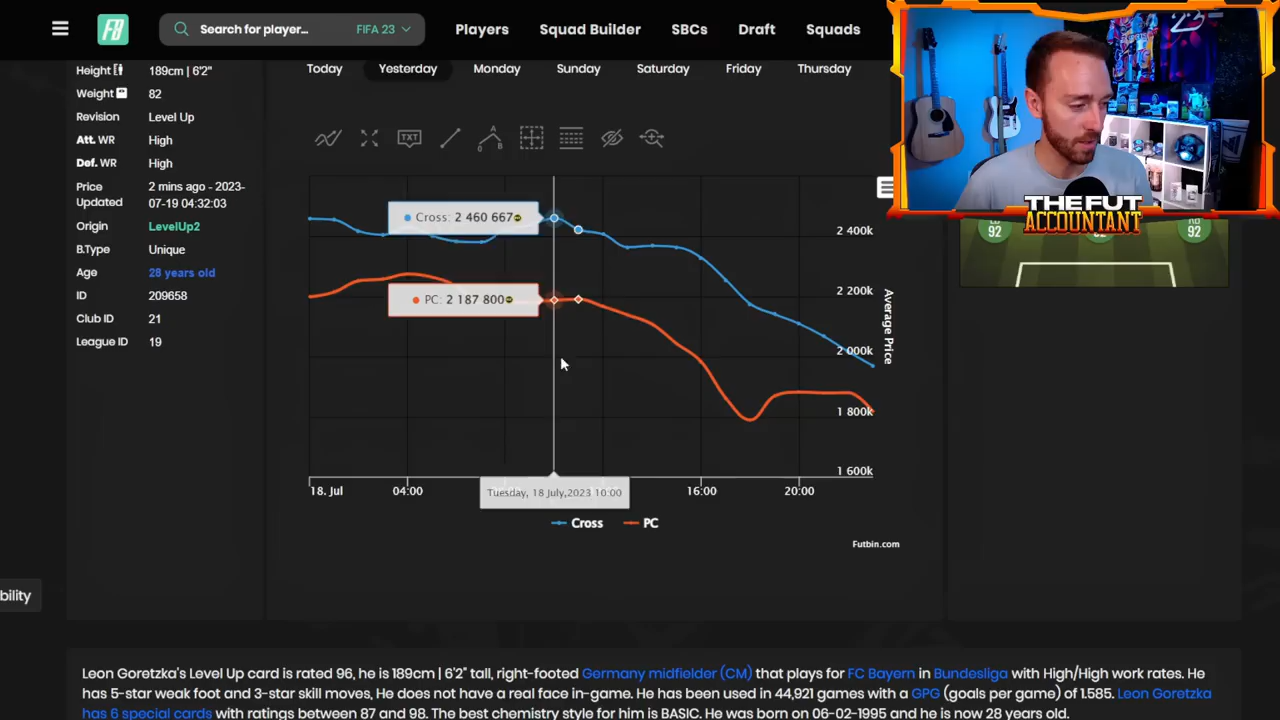 Search for player...
FIFA 23
Players
Squad Builder
SBCs
Draft
Squads
Height 189cm | 6'2"
Weight 82
Revision Level Up
Att. WR High
Def. WR High
Price Updated 2 mins ago - 2023-07-19 04:32:03
Origin LevelUp2
B.Type Unique
Age 28 years old
ID 209658
Club ID 21
League ID 19
Today
Yesterday
Monday
Sunday
Saturday
Friday
Thursday
TXT
Cross: 2 460 667
PC: 2 187 800
2 400k
2 200k
2 000k
1 800k
1 600k
Average Price
18. Jul
04:00
16:00
20:00
Tuesday, 18 July,2023 10:00
Cross
PC
Futbin.com
THE FUT
ACCOUNTANT
92
92
92
bility
Leon Goretzka's Level Up card is rated 96, he is 189cm | 6'2" tall, right-footed Germany midfielder (CM) that plays for FC Bayern in Bundesliga with High/High work rates. He
has 5-star weak foot and 3-star skill moves, He does not have a real face in-game. He has been used in 44,921 games with a GPG (goals per game) of 1.585. Leon Goretzka
has 6 special cards with ratings between 87 and 98. The best chemistry style for him is BASIC. He was born on 06-02-1995 and he is now 28 years old.